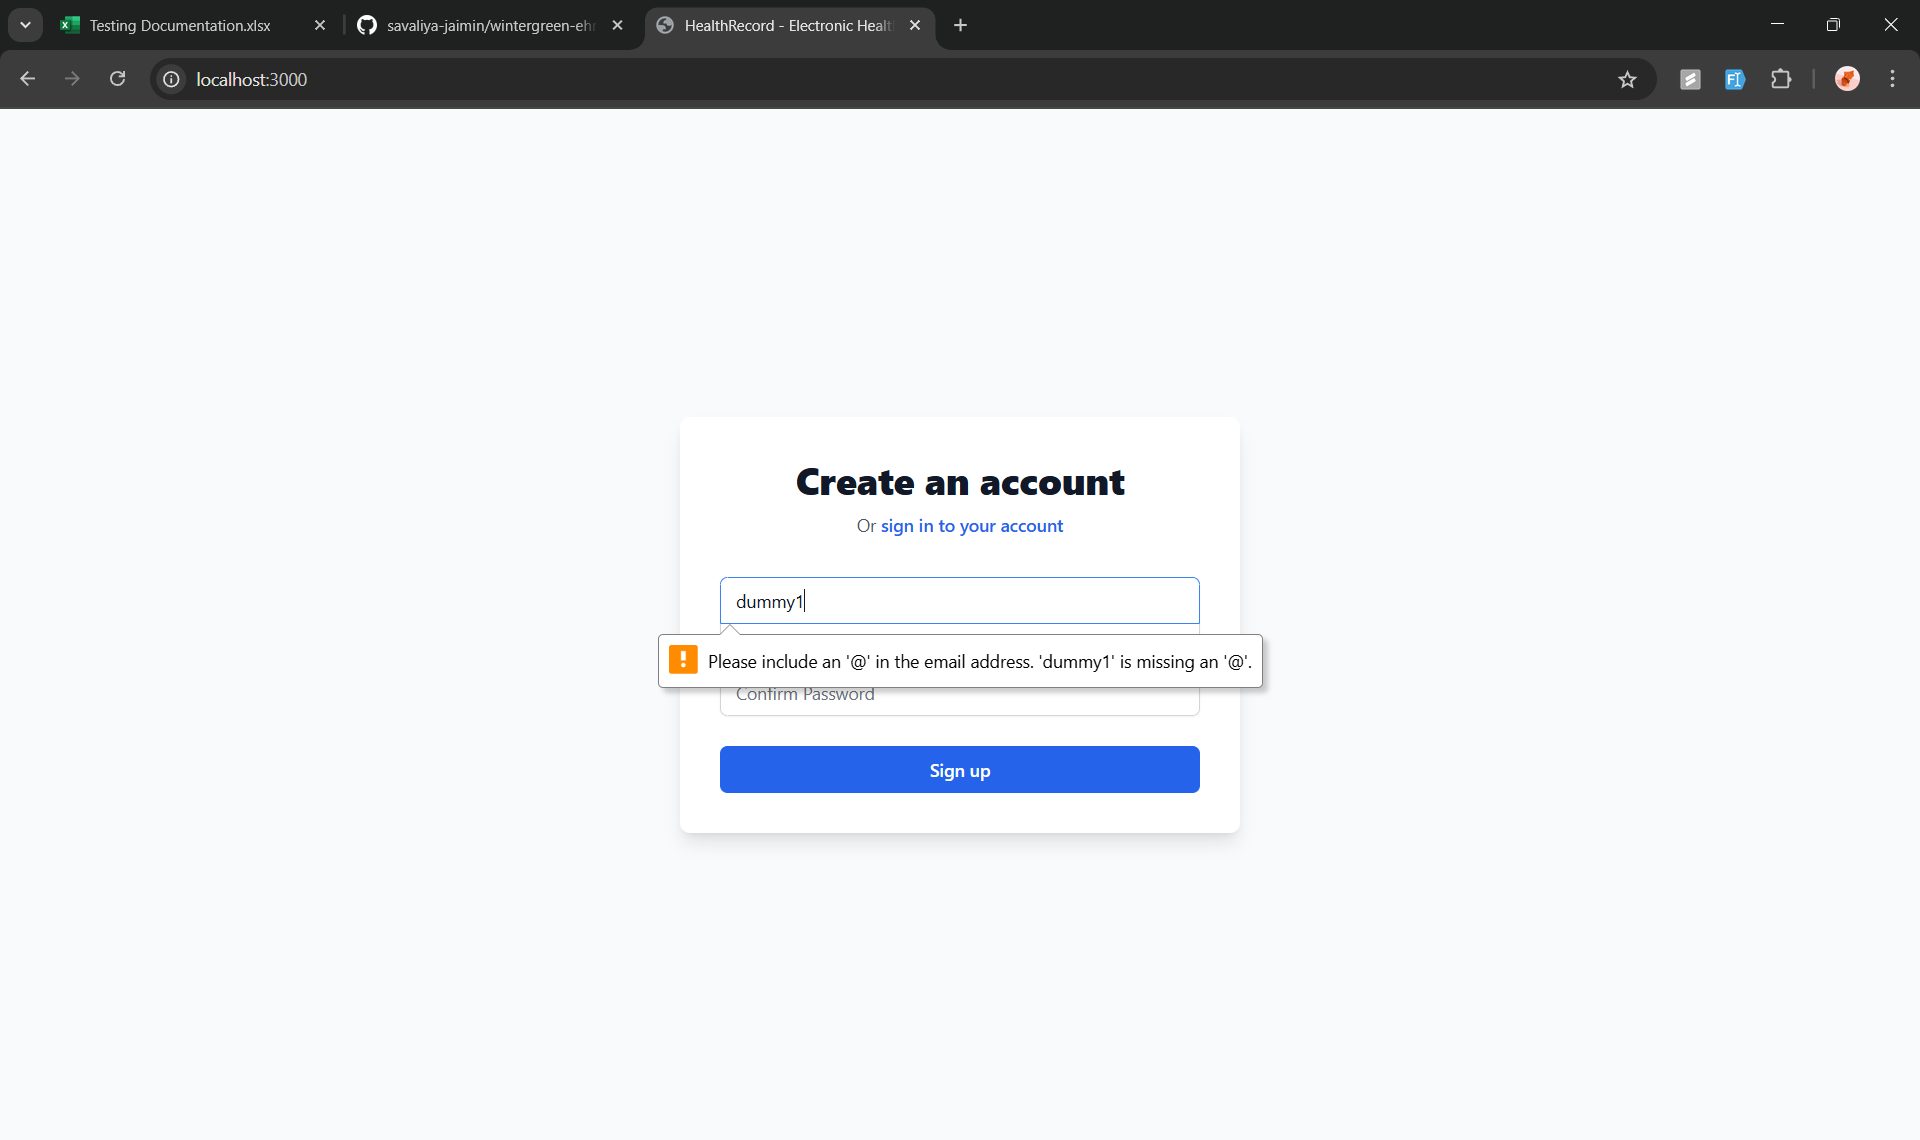 Testing Documentation.xlsx
savaliya-jaimin/wintergreen-eh
HealthRecord - Electronic Healt
localhost:3000
Create an account
Or sign in to your account
dummy1
Please include an '@' in the email address. 'dummy1' is missing an '@'.
Confirm Password
Sign up